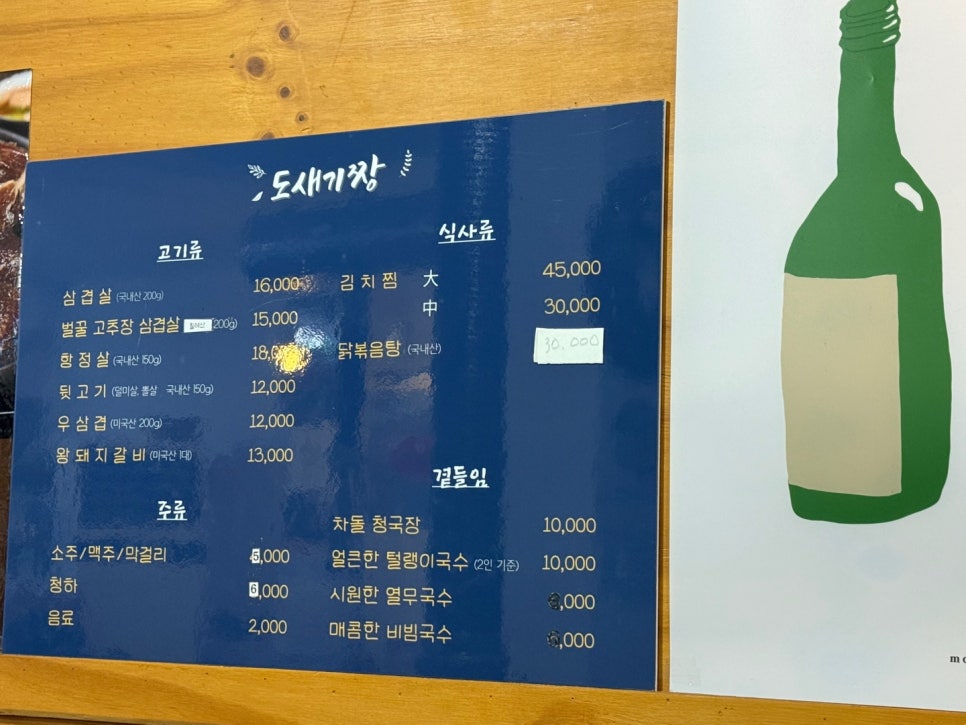 도새기짱
고기류
삼겹살 (국내산 200g) 16,000
벌꿀 고추장 삼겹살 200g) 15,000
항정살 (국내산 150g) 18,000
뒷고기 (덜미살, 뽈살 국내산 150g) 12,000
우삼겹 (미국산 200g) 12,000
왕돼지갈비 (미국산 1대) 13,000
주류
소주/맥주/막걸리 5,000
청하 6,000
음료 2,000
식사류
김치찜 大 45,000
中 30,000
닭볶음탕 (국내산) 30,000
곁들임
차돌 청국장 10,000
얼큰한 털랭이국수 (2인 기준) 10,000
시원한 열무국수 ,000
매콤한 비빔국수 ,000